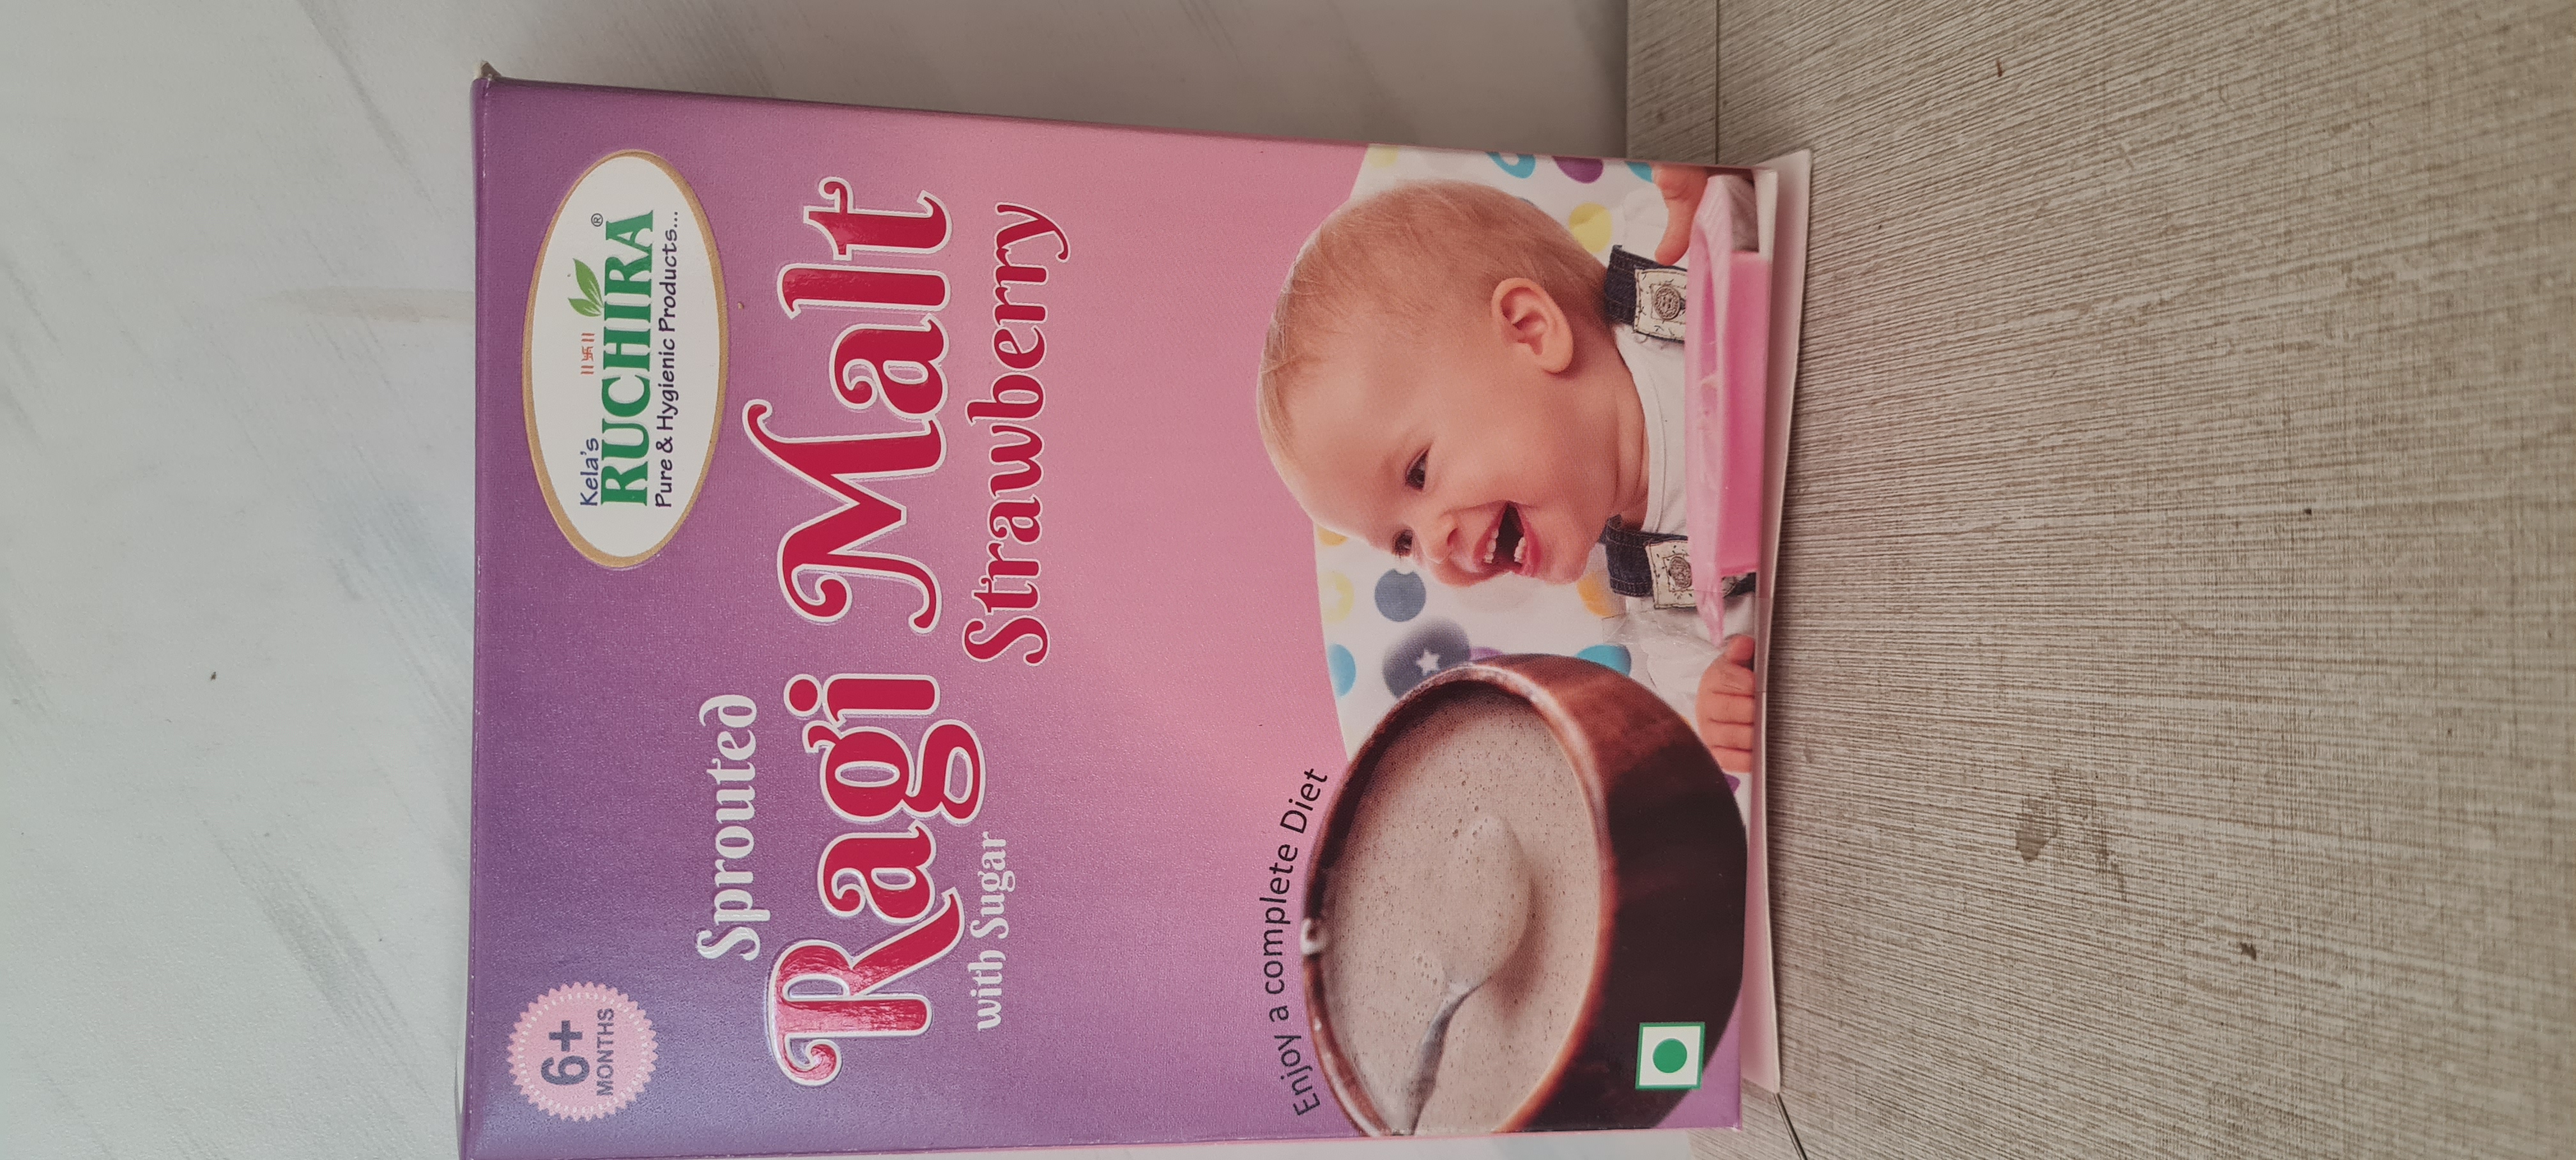 6+
MONTHS
Kela's
RUCHIRA®
Pure & Hygienic Products...
Sprouted
Ragi Malt
with Sugar
Strawberry
Enjoy a complete Diet